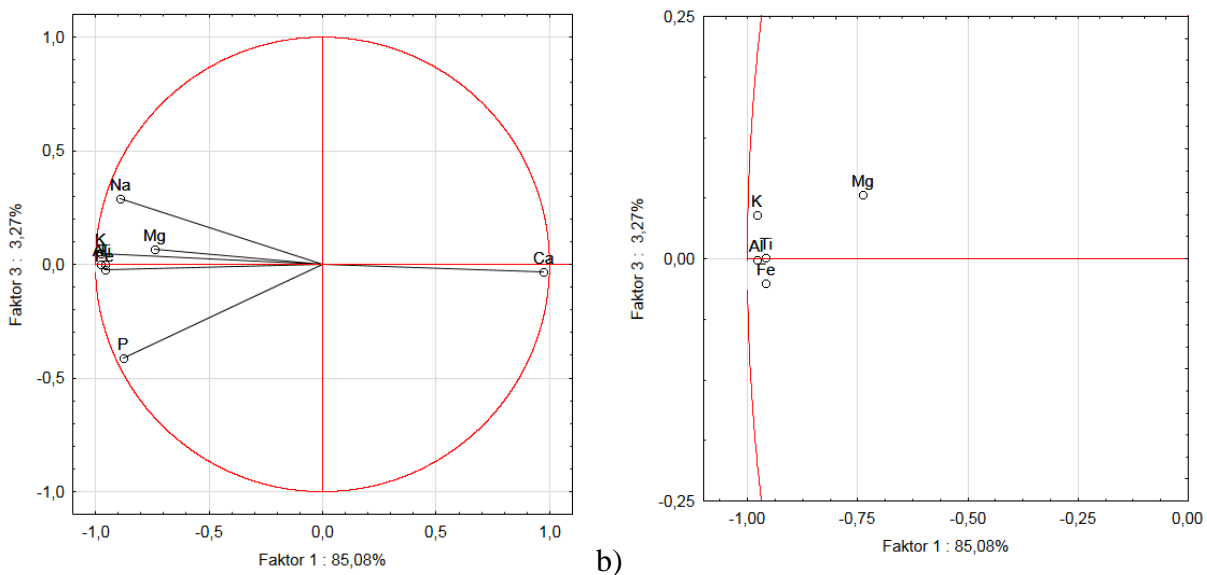 1,0
0,5
0,0
-0,5
-1,0
Faktor 3 : 3,27%
Na
Mg
K
Al
Ti
Fe
Ca
P
-1,0 -0,5 0,0 0,5 1,0
Faktor 1 : 85,08%
b)
0,25
0,00
-0,25
Faktor 3 : 3,27%
K
Mg
Al
Ti
Fe
-1,00 -0,75 -0,50 -0,25 0,00
Faktor 1 : 85,08%